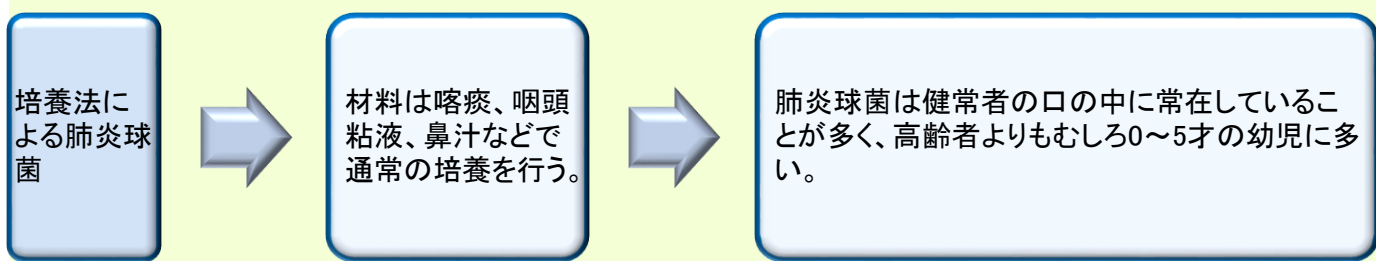 培養法に
よる肺炎球
菌
材料は喀痰、咽頭
粘液、鼻汁などで
通常の培養を行う。
肺炎球菌は健常者の口の中に常在しているこ
とが多く、高齢者よりもむしろ0～5才の幼児に多
い。